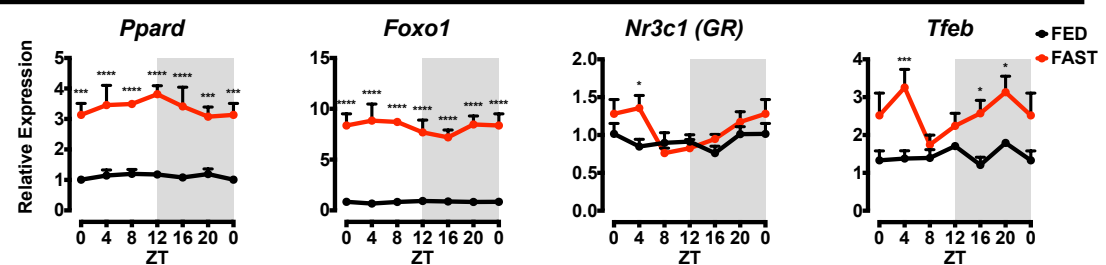 Ppard
Foxo1
Nr3c1 (GR)
Tfeb
FED
FAST
Relative Expression
5
4
3
2
1
0
*** **** **** **** **** *** ***
0 4 8 12 16 20 0
ZT
15
10
5
0
**** **** **** **** **** **** ****
0 4 8 12 16 20 0
ZT
2.0
1.5
1.0
0.5
0.0
*
0 4 8 12 16 20 0
ZT
4
3
2
1
0
*** * *
0 4 8 12 16 20 0
ZT